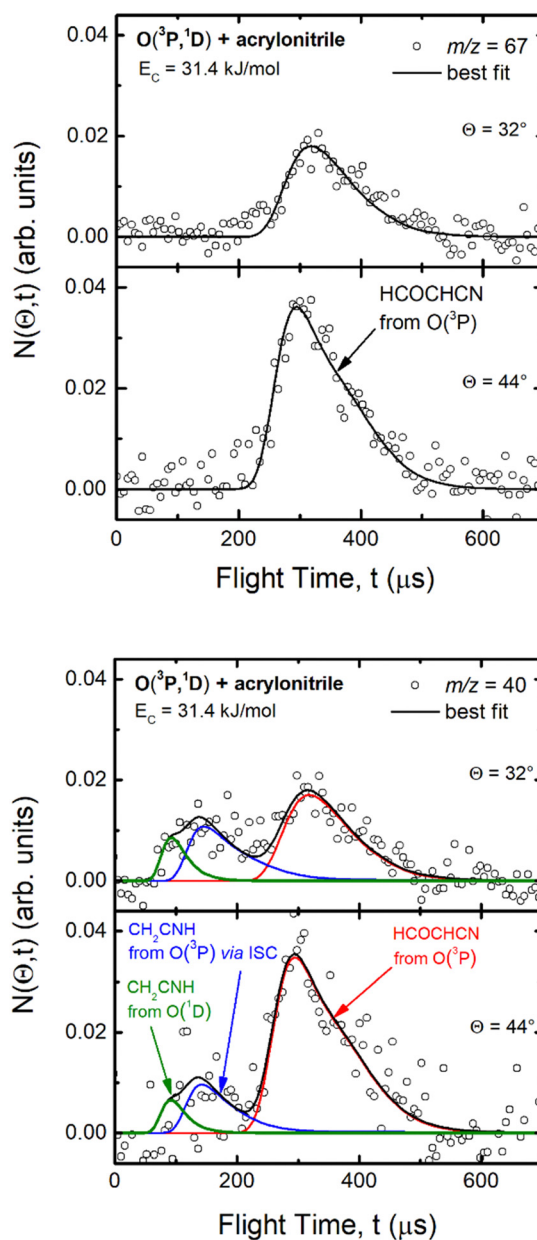 O(³P,¹D) + acrylonitrile
E_C = 31.4 kJ/mol
m/z = 67
best fit
Θ = 32°
0.04
0.02
0.00
HCOCHCN
from O(³P)
Θ = 44°
0.04
0.02
0.00
N(Θ,t) (arb. units)
0 200 400 600
Flight Time, t (μs)
O(³P,¹D) + acrylonitrile
E_C = 31.4 kJ/mol
m/z = 40
best fit
Θ = 32°
0.04
0.02
0.00
CH₂CNH
from O(³P) via ISC
CH₂CNH
from O(¹D)
HCOCHCN
from O(³P)
Θ = 44°
0.04
0.02
0.00
N(Θ,t) (arb. units)
0 200 400 600
Flight Time, t (μs)